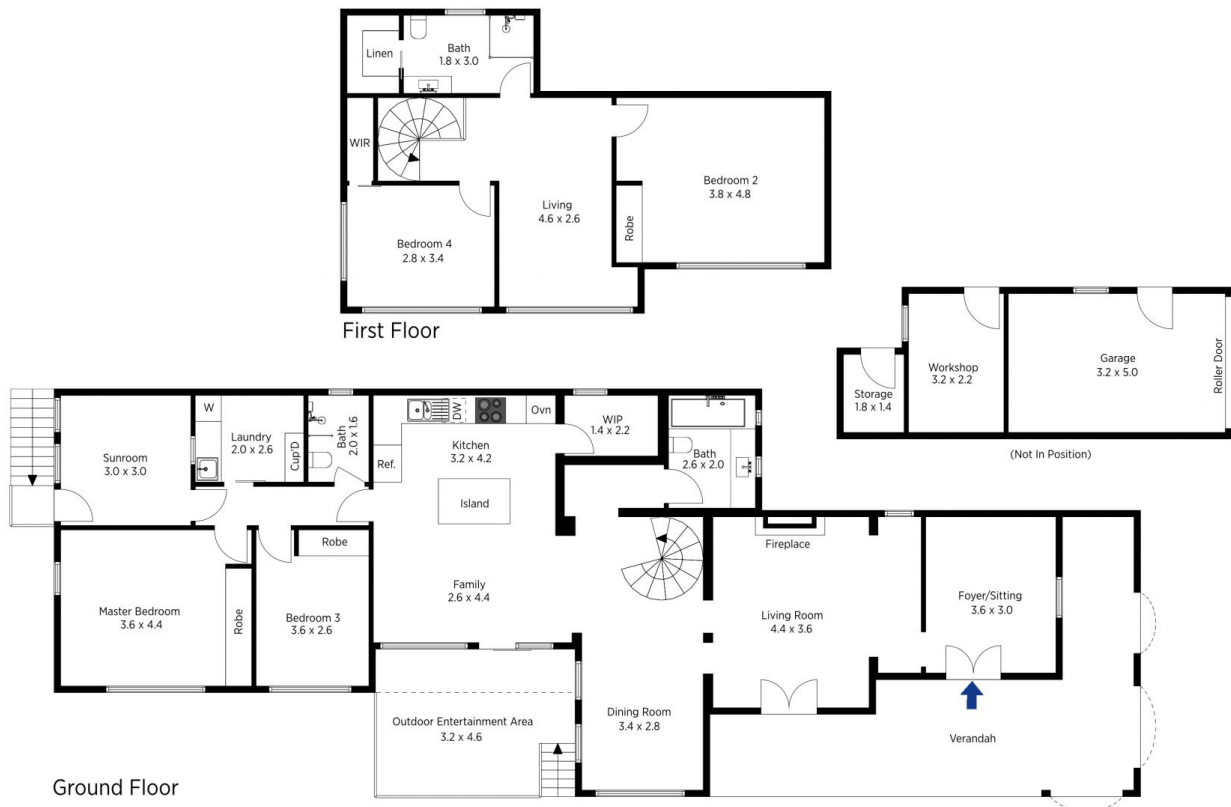 Linen
Bath
1.8 x 3.0
WIR
Bedroom 4
2.8 x 3.4
Living
4.6 x 2.6
Robe
Bedroom 2
3.8 x 4.8
First Floor
Storage
1.8 x 1.4
Workshop
3.2 x 2.2
Garage
3.2 x 5.0
Roller Door
(Not In Position)
Sunroom
3.0 x 3.0
W
Laundry
2.0 x 2.6
Cup'D
Bath
2.0 x 1.6
Ref.
DW
Ovn
Kitchen
3.2 x 4.2
Island
WIP
1.4 x 2.2
Bath
2.6 x 2.0
Master Bedroom
3.6 x 4.4
Robe
Robe
Bedroom 3
3.6 x 2.6
Family
2.6 x 4.4
Fireplace
Living Room
4.4 x 3.6
Foyer/Sitting
3.6 x 3.0
Outdoor Entertainment Area
3.2 x 4.6
Dining Room
3.4 x 2.8
Verandah
Ground Floor